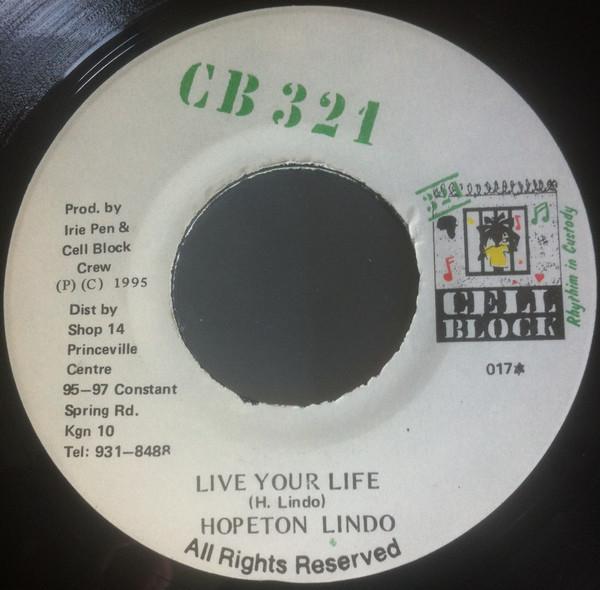 CB 321
Prod. by
Irie Pen &
Cell Block
Crew
(P) (C) 1995
Dist by
Shop 14
Princeville
Centre
95–97 Constant
Spring Rd.
Kgn 10
Tel: 931–8488
321
CELL
BLOCK
Rhythim in Custody
017*
LIVE YOUR LIFE
(H. Lindo)
HOPETON LINDO
All Rights Reserved